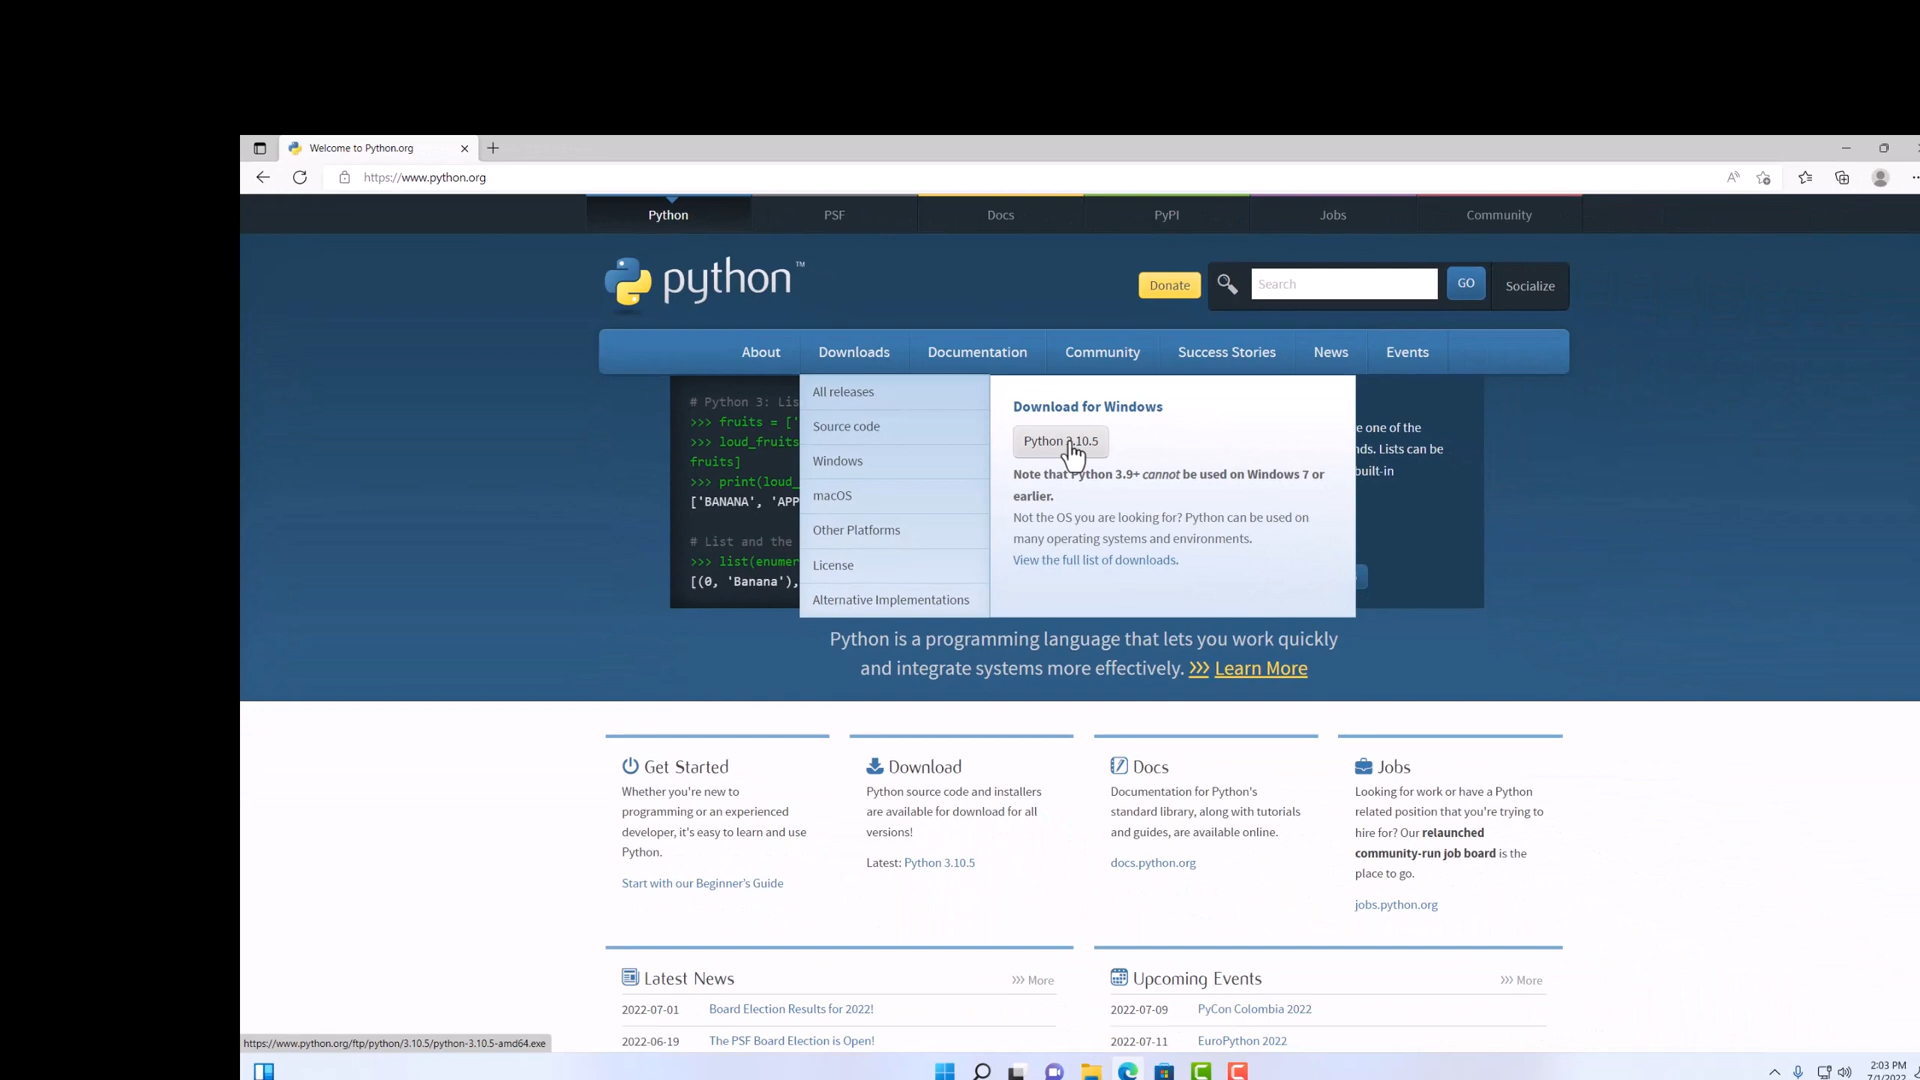 Welcome to Python.org
https://www.python.org
Python
PSF
Docs
PyPI
Jobs
Community
python™
Donate
Search
GO
Socialize
About
Downloads
Documentation
Community
Success Stories
News
Events
# Python 3: Lis
>>> fruits = ['
>>> loud_fruits
fruits]
>>> print(loud_
['BANANA', 'APP
# List and the
>>> list(enumer
[(0, 'Banana'),
All releases
Source code
Windows
macOS
Other Platforms
License
Alternative Implementations
Download for Windows
Python 3.10.5
Note that Python 3.9+ cannot be used on Windows 7 or
earlier.
Not the OS you are looking for? Python can be used on
many operating systems and environments.
View the full list of downloads.
e one of the
nds. Lists can be
built-in
Python is a programming language that lets you work quickly
and integrate systems more effectively. >>> Learn More
Get Started
Whether you're new to
programming or an experienced
developer, it's easy to learn and use
Python.
Start with our Beginner's Guide
Download
Python source code and installers
are available for download for all
versions!
Latest: Python 3.10.5
Docs
Documentation for Python's
standard library, along with tutorials
and guides, are available online.
docs.python.org
Jobs
Looking for work or have a Python
related position that you're trying to
hire for? Our relaunched
community-run job board is the
place to go.
jobs.python.org
Latest News
>>> More
2022-07-01 Board Election Results for 2022!
2022-06-19 The PSF Board Election is Open!
Upcoming Events
>>> More
2022-07-09 PyCon Colombia 2022
2022-07-11 EuroPython 2022
https://www.python.org/ftp/python/3.10.5/python-3.10.5-amd64.exe
2:03 PM
7/1/2022